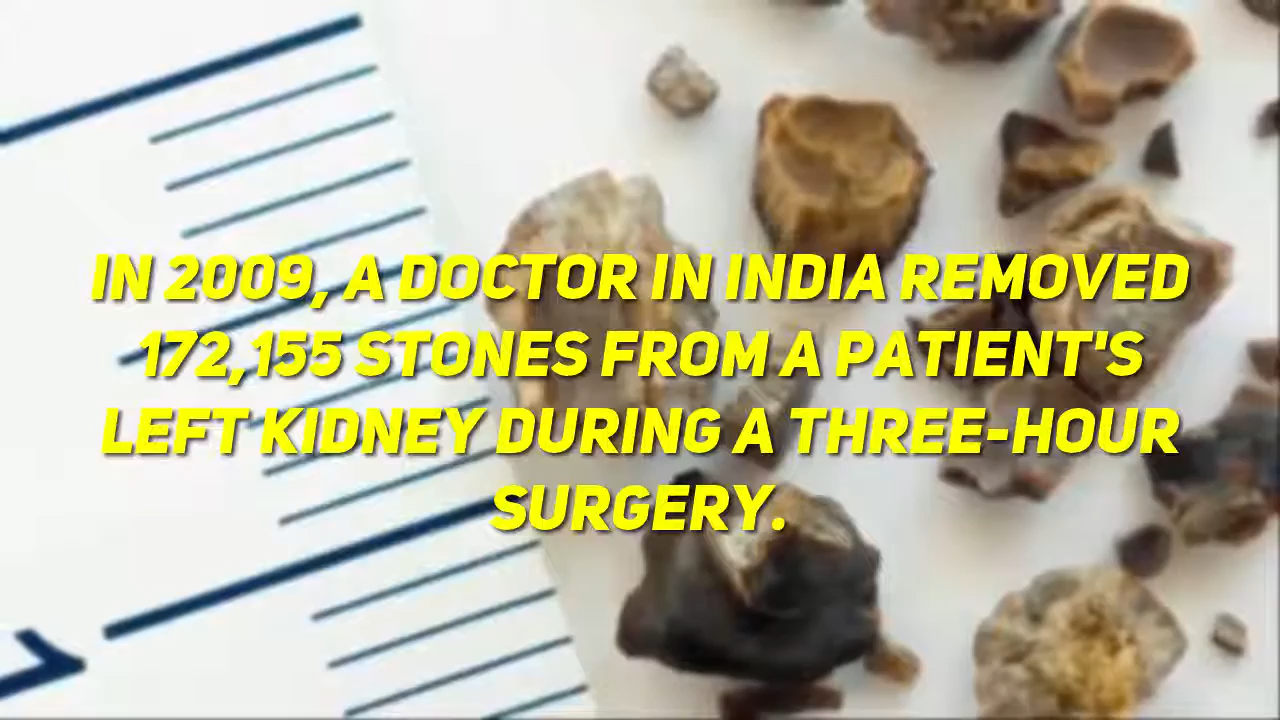 IN 2009, A DOCTOR IN INDIA REMOVED
172,155 STONES FROM A PATIENT'S
LEFT KIDNEY DURING A THREE-HOUR
SURGERY.